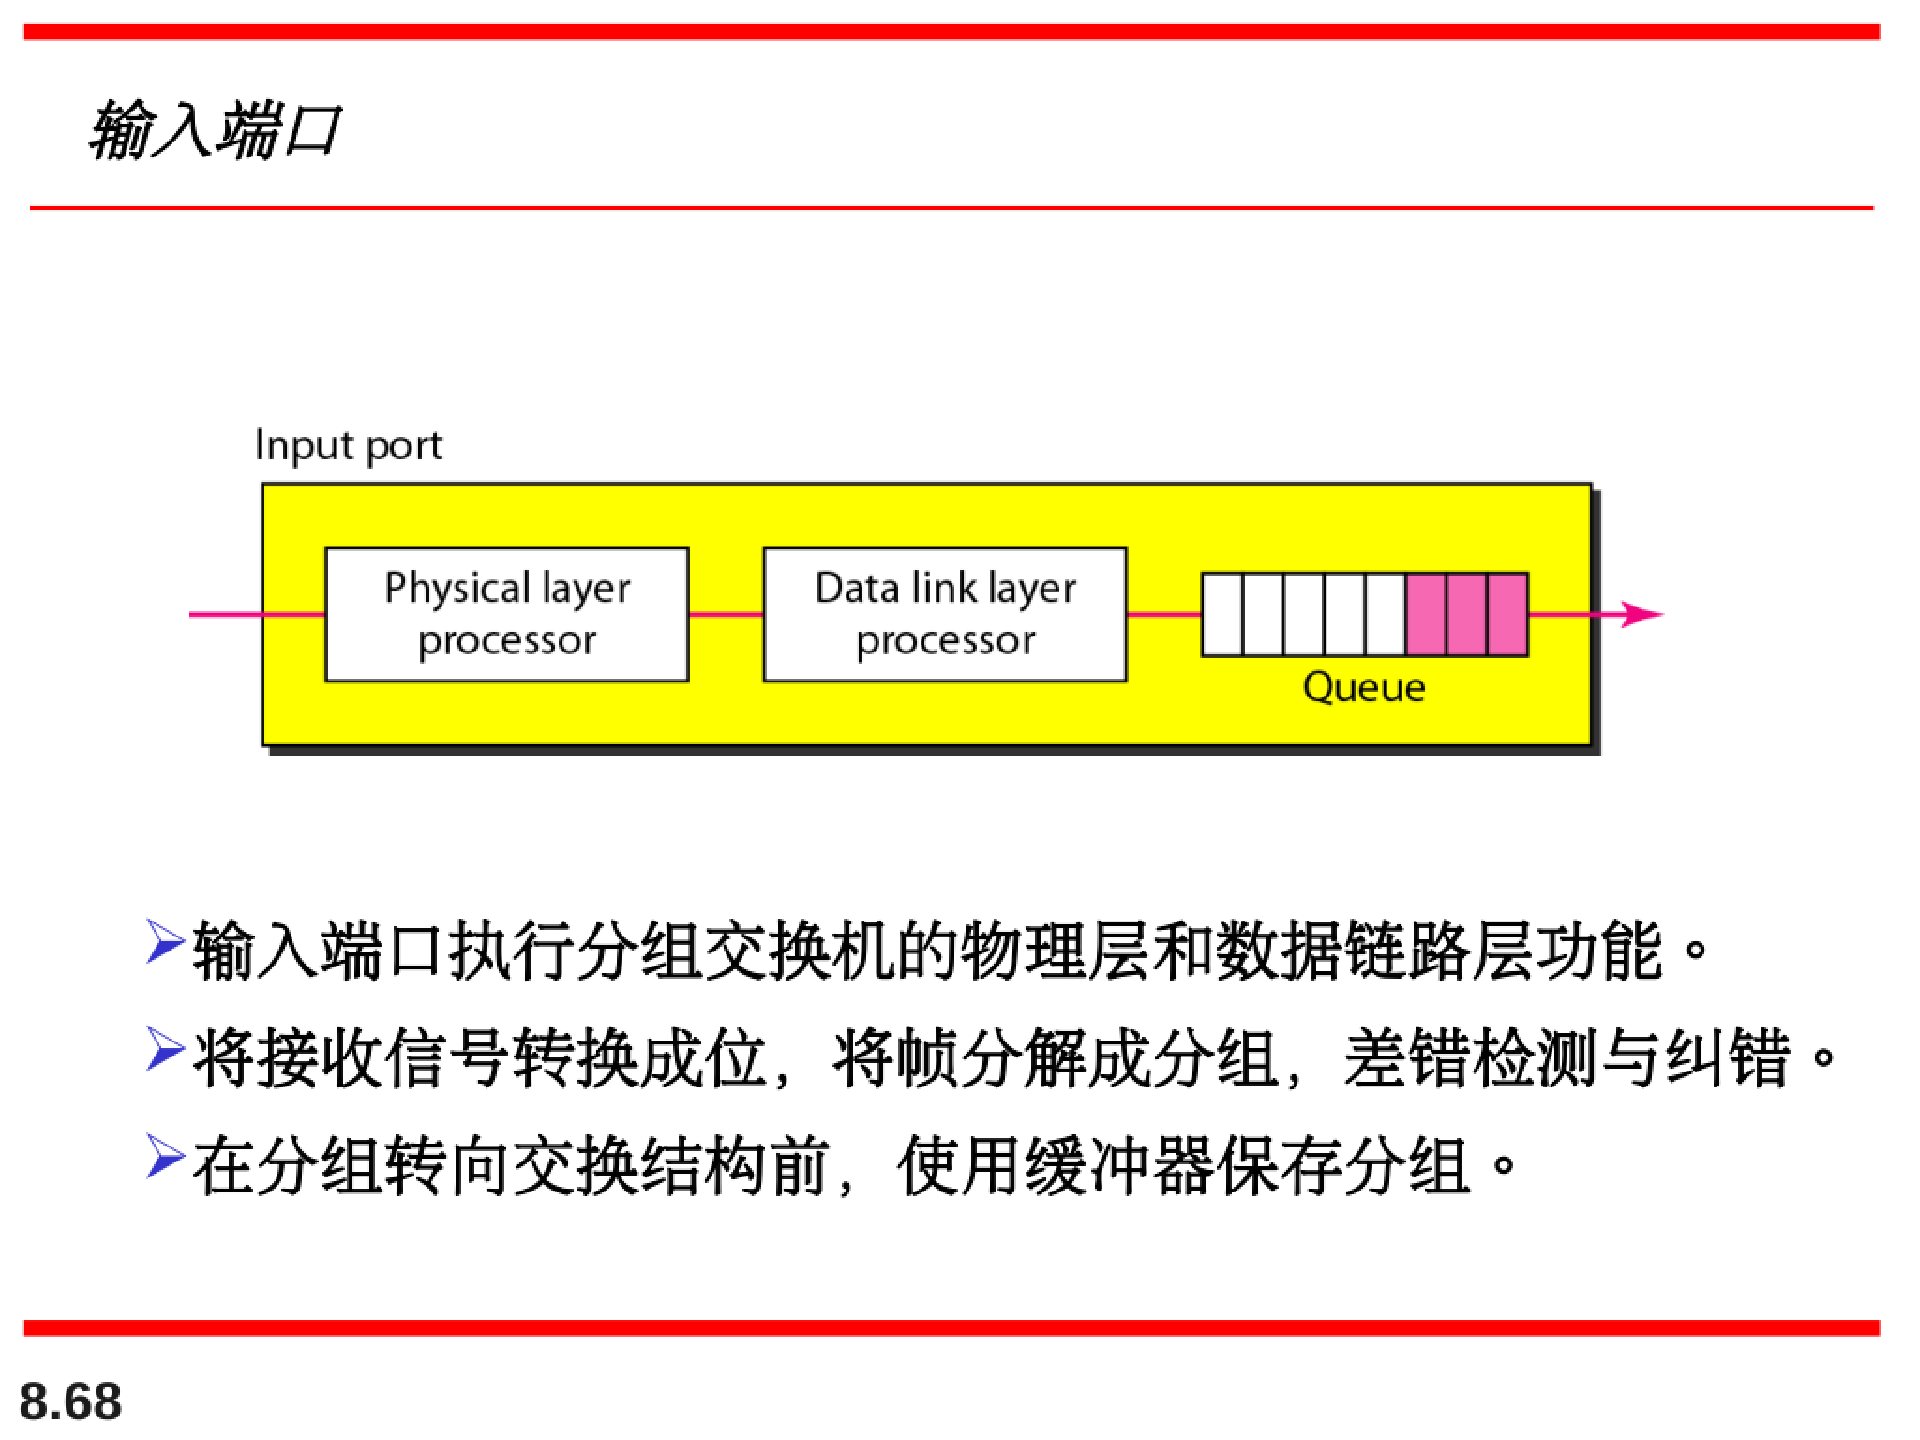 输入端口
Input port
Physical layer
processor
Data link layer
processor
Queue
输入端口执行分组交换机的物理层和数据链路层功能。
将接收信号转换成位，将帧分解成分组，差错检测与纠错。
在分组转向交换结构前，使用缓冲器保存分组。
8.68